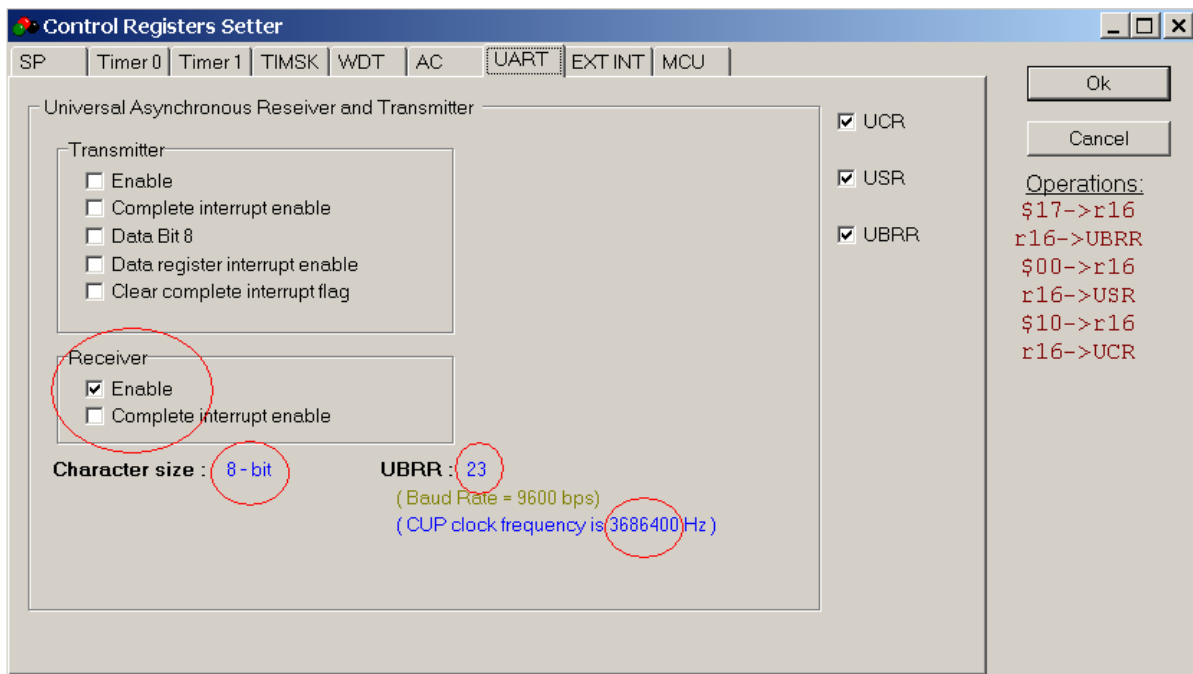 Control Registers Setter
SP Timer 0 Timer 1 TIMSK WDT AC UART EXT INT MCU
Universal Asynchronous Reseiver and Transmitter
Transmitter
Enable
Complete interrupt enable
Data Bit 8
Data register interrupt enable
Clear complete interrupt flag
Receiver
Enable
Complete interrupt enable
Character size : 8 - bit UBRR : 23
( Baud Rate = 9600 bps)
( CUP clock frequency is 3686400 Hz )
UCR
USR
UBRR
Ok
Cancel
Operations:
$17->r16
r16->UBRR
$00->r16
r16->USR
$10->r16
r16->UCR